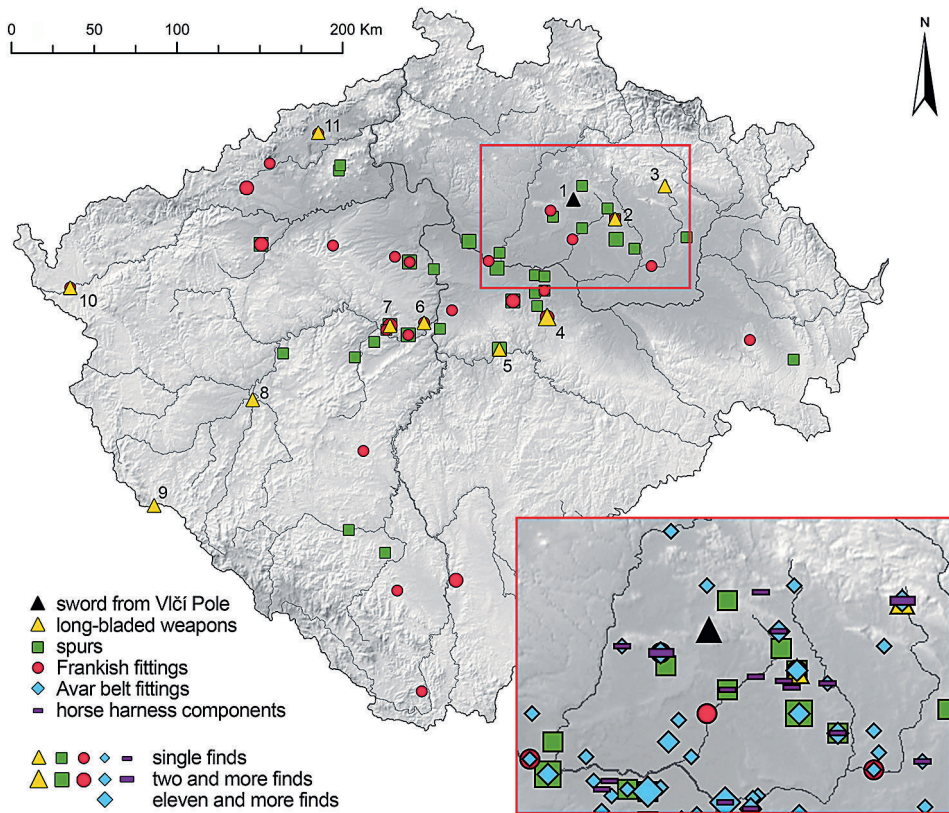 0 50 100 200 Km
N
11
3
1
2
10
7
6
4
5
8
9
sword from Vlčí Pole
long-bladed weapons
spurs
Frankish fittings
Avar belt fittings
horse harness components
single finds
two and more finds
eleven and more finds